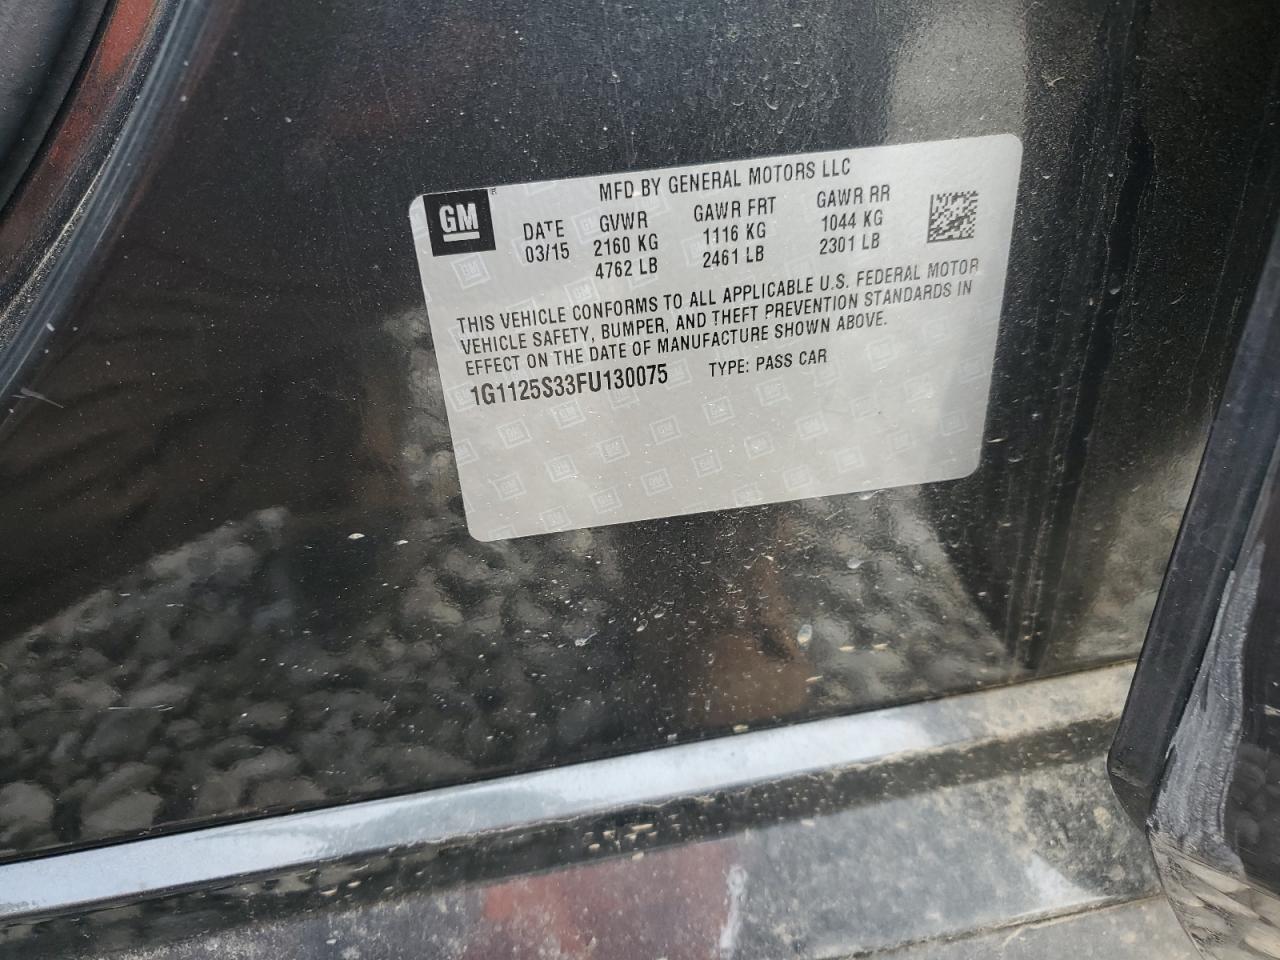 GM
MFD BY GENERAL MOTORS LLC
DATE GVWR GAWR FRT GAWR RR
03/15 2160 KG 1116 KG 1044 KG
4762 LB 2461 LB 2301 LB
THIS VEHICLE CONFORMS TO ALL APPLICABLE U.S. FEDERAL MOTOR
VEHICLE SAFETY, BUMPER, AND THEFT PREVENTION STANDARDS IN
EFFECT ON THE DATE OF MANUFACTURE SHOWN ABOVE.
1G1125S33FU130075 TYPE: PASS CAR